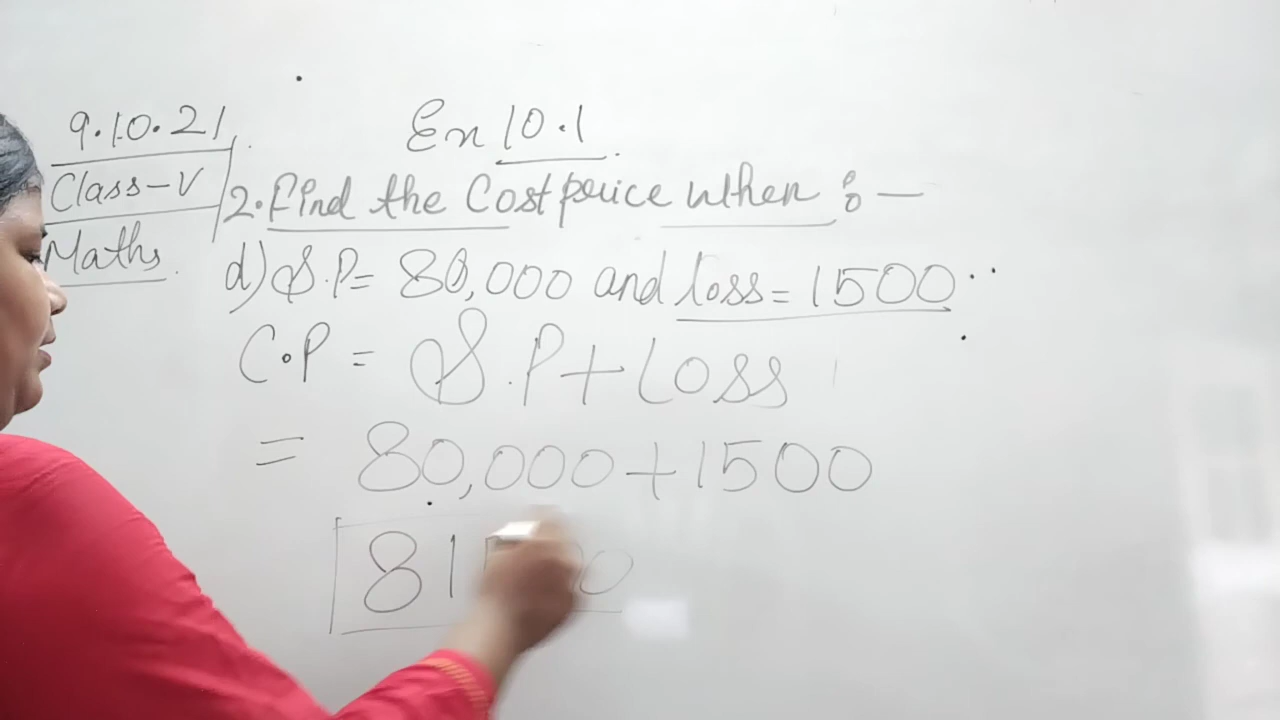 9.10.21
Class-V
Maths
Ex 10.1
2. Find the Cost price when :-
d) S.P= 80,000 and loss = 1500
C.P = S.P + Loss
= 80,000 + 1500